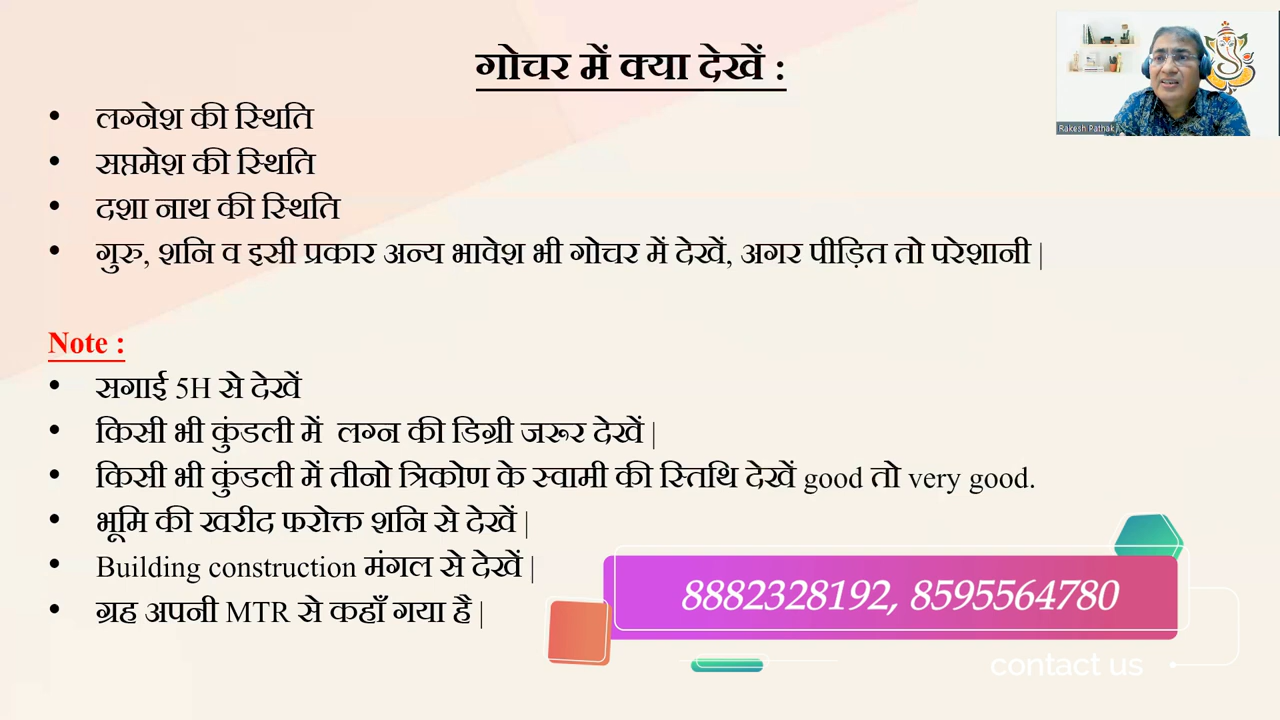 गोचर में क्या देखें :
Rakesh Pathak
• लग्नेश की स्थिति
• सप्तमेश की स्थिति
• दशा नाथ की स्थिति
• गुरु, शनि व इसी प्रकार अन्य भावेश भी गोचर में देखें, अगर पीड़ित तो परेशानी |
Note :
• सगाई 5H से देखें
• किसी भी कुंडली में लग्न की डिग्री जरूर देखें |
• किसी भी कुंडली में तीनो त्रिकोण के स्वामी की स्तिथि देखें good तो very good.
• भूमि की खरीद फरोक्त शनि से देखें |
• Building construction मंगल से देखें |
• ग्रह अपनी MTR से कहाँ गया है |
8882328192, 8595564780
contact us